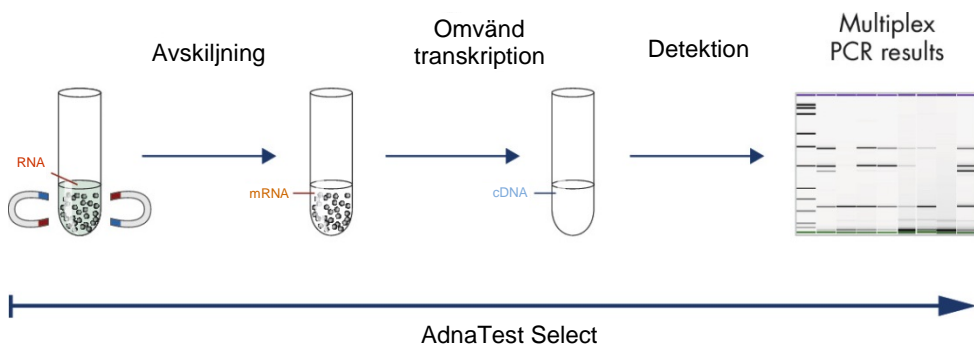 Avskiljning
Omvänd
transkription
Detektion
Multiplex
PCR results
RNA
mRNA
cDNA
AdnaTest Select